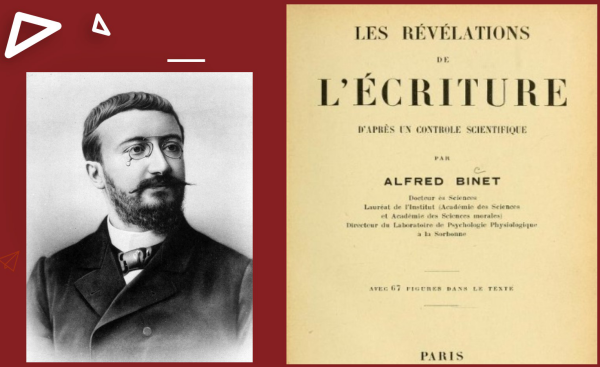 LES RÉVÉLATIONS
DE
L'ÉCRITURE
D'APRÈS UN CONTROLE SCIENTIFIQUE
PAR
ALFRED BINET
Docteur ès Sciences
Lauréat de l'Institut (Académie des Sciences
et Académie des Sciences morales)
Directeur du Laboratoire de Psychologie Physiologique
à la Sorbonne
AVEC 67 FIGURES DANS LE TEXTE
PARIS